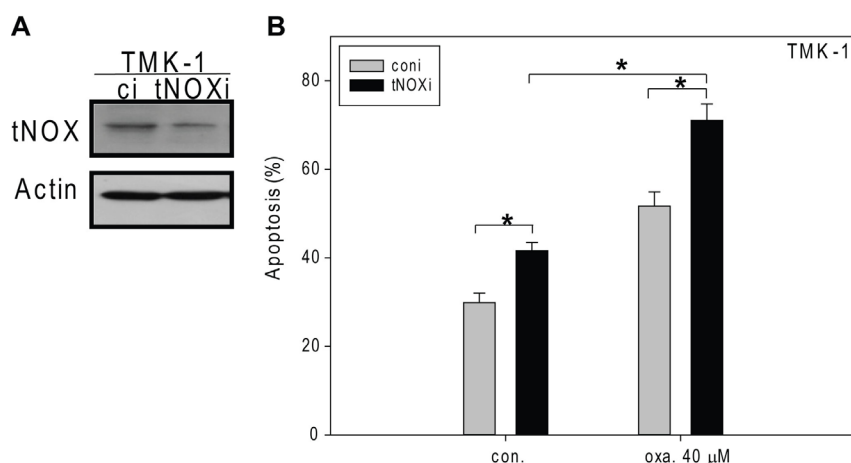 A
TMK-1
ci tNOXi
tNOX
Actin
B
TMK-1
coni
tNOXi
*
*
*
Apoptosis (%)
80
60
40
20
0
con.
oxa. 40 μM